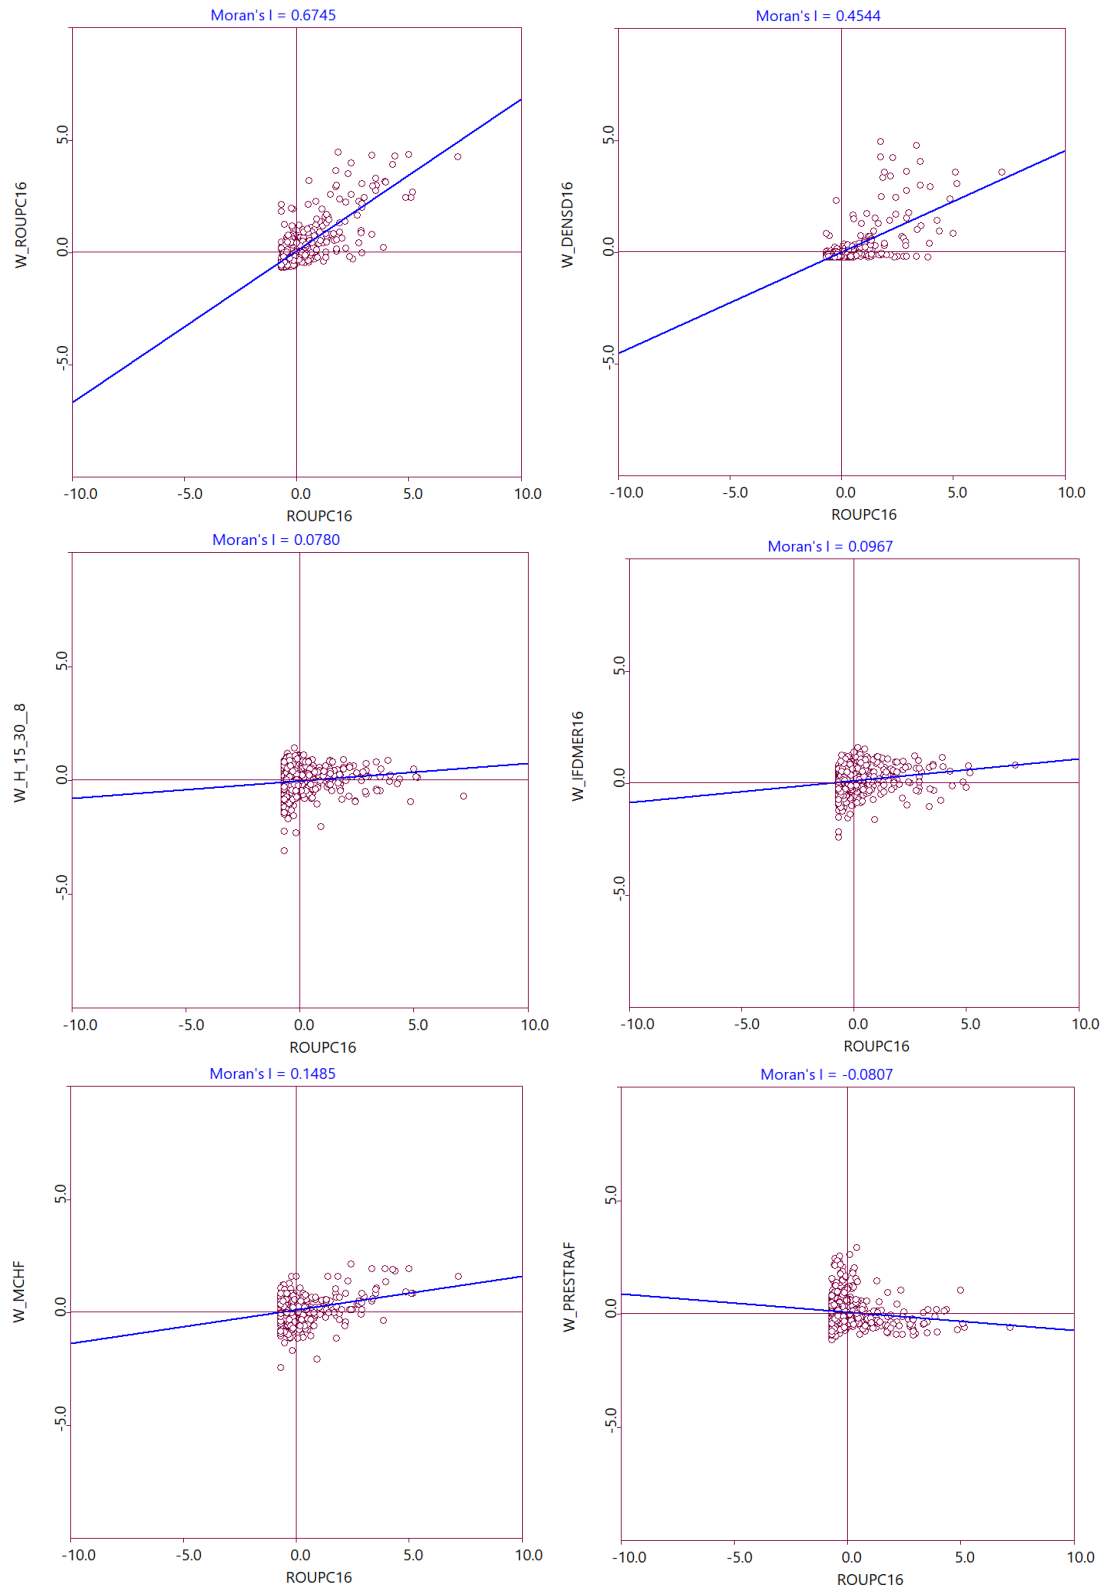 Moran's I = 0.6745
W_ROUPC16
5.0
0.0
-5.0
-10.0 -5.0 0.0 5.0 10.0
ROUPC16
Moran's I = 0.4544
W_DENSD16
5.0
0.0
-5.0
-10.0 -5.0 0.0 5.0 10.0
ROUPC16
Moran's I = 0.0780
W_H_15_30__8
5.0
0.0
-5.0
-10.0 -5.0 0.0 5.0 10.0
ROUPC16
Moran's I = 0.0967
W_IFDMER16
5.0
0.0
-5.0
-10.0 -5.0 0.0 5.0 10.0
ROUPC16
Moran's I = 0.1485
W_MCHF
5.0
0.0
-5.0
-10.0 -5.0 0.0 5.0 10.0
ROUPC16
Moran's I = -0.0807
W_PRESTRAF
5.0
0.0
-5.0
-10.0 -5.0 0.0 5.0 10.0
ROUPC16